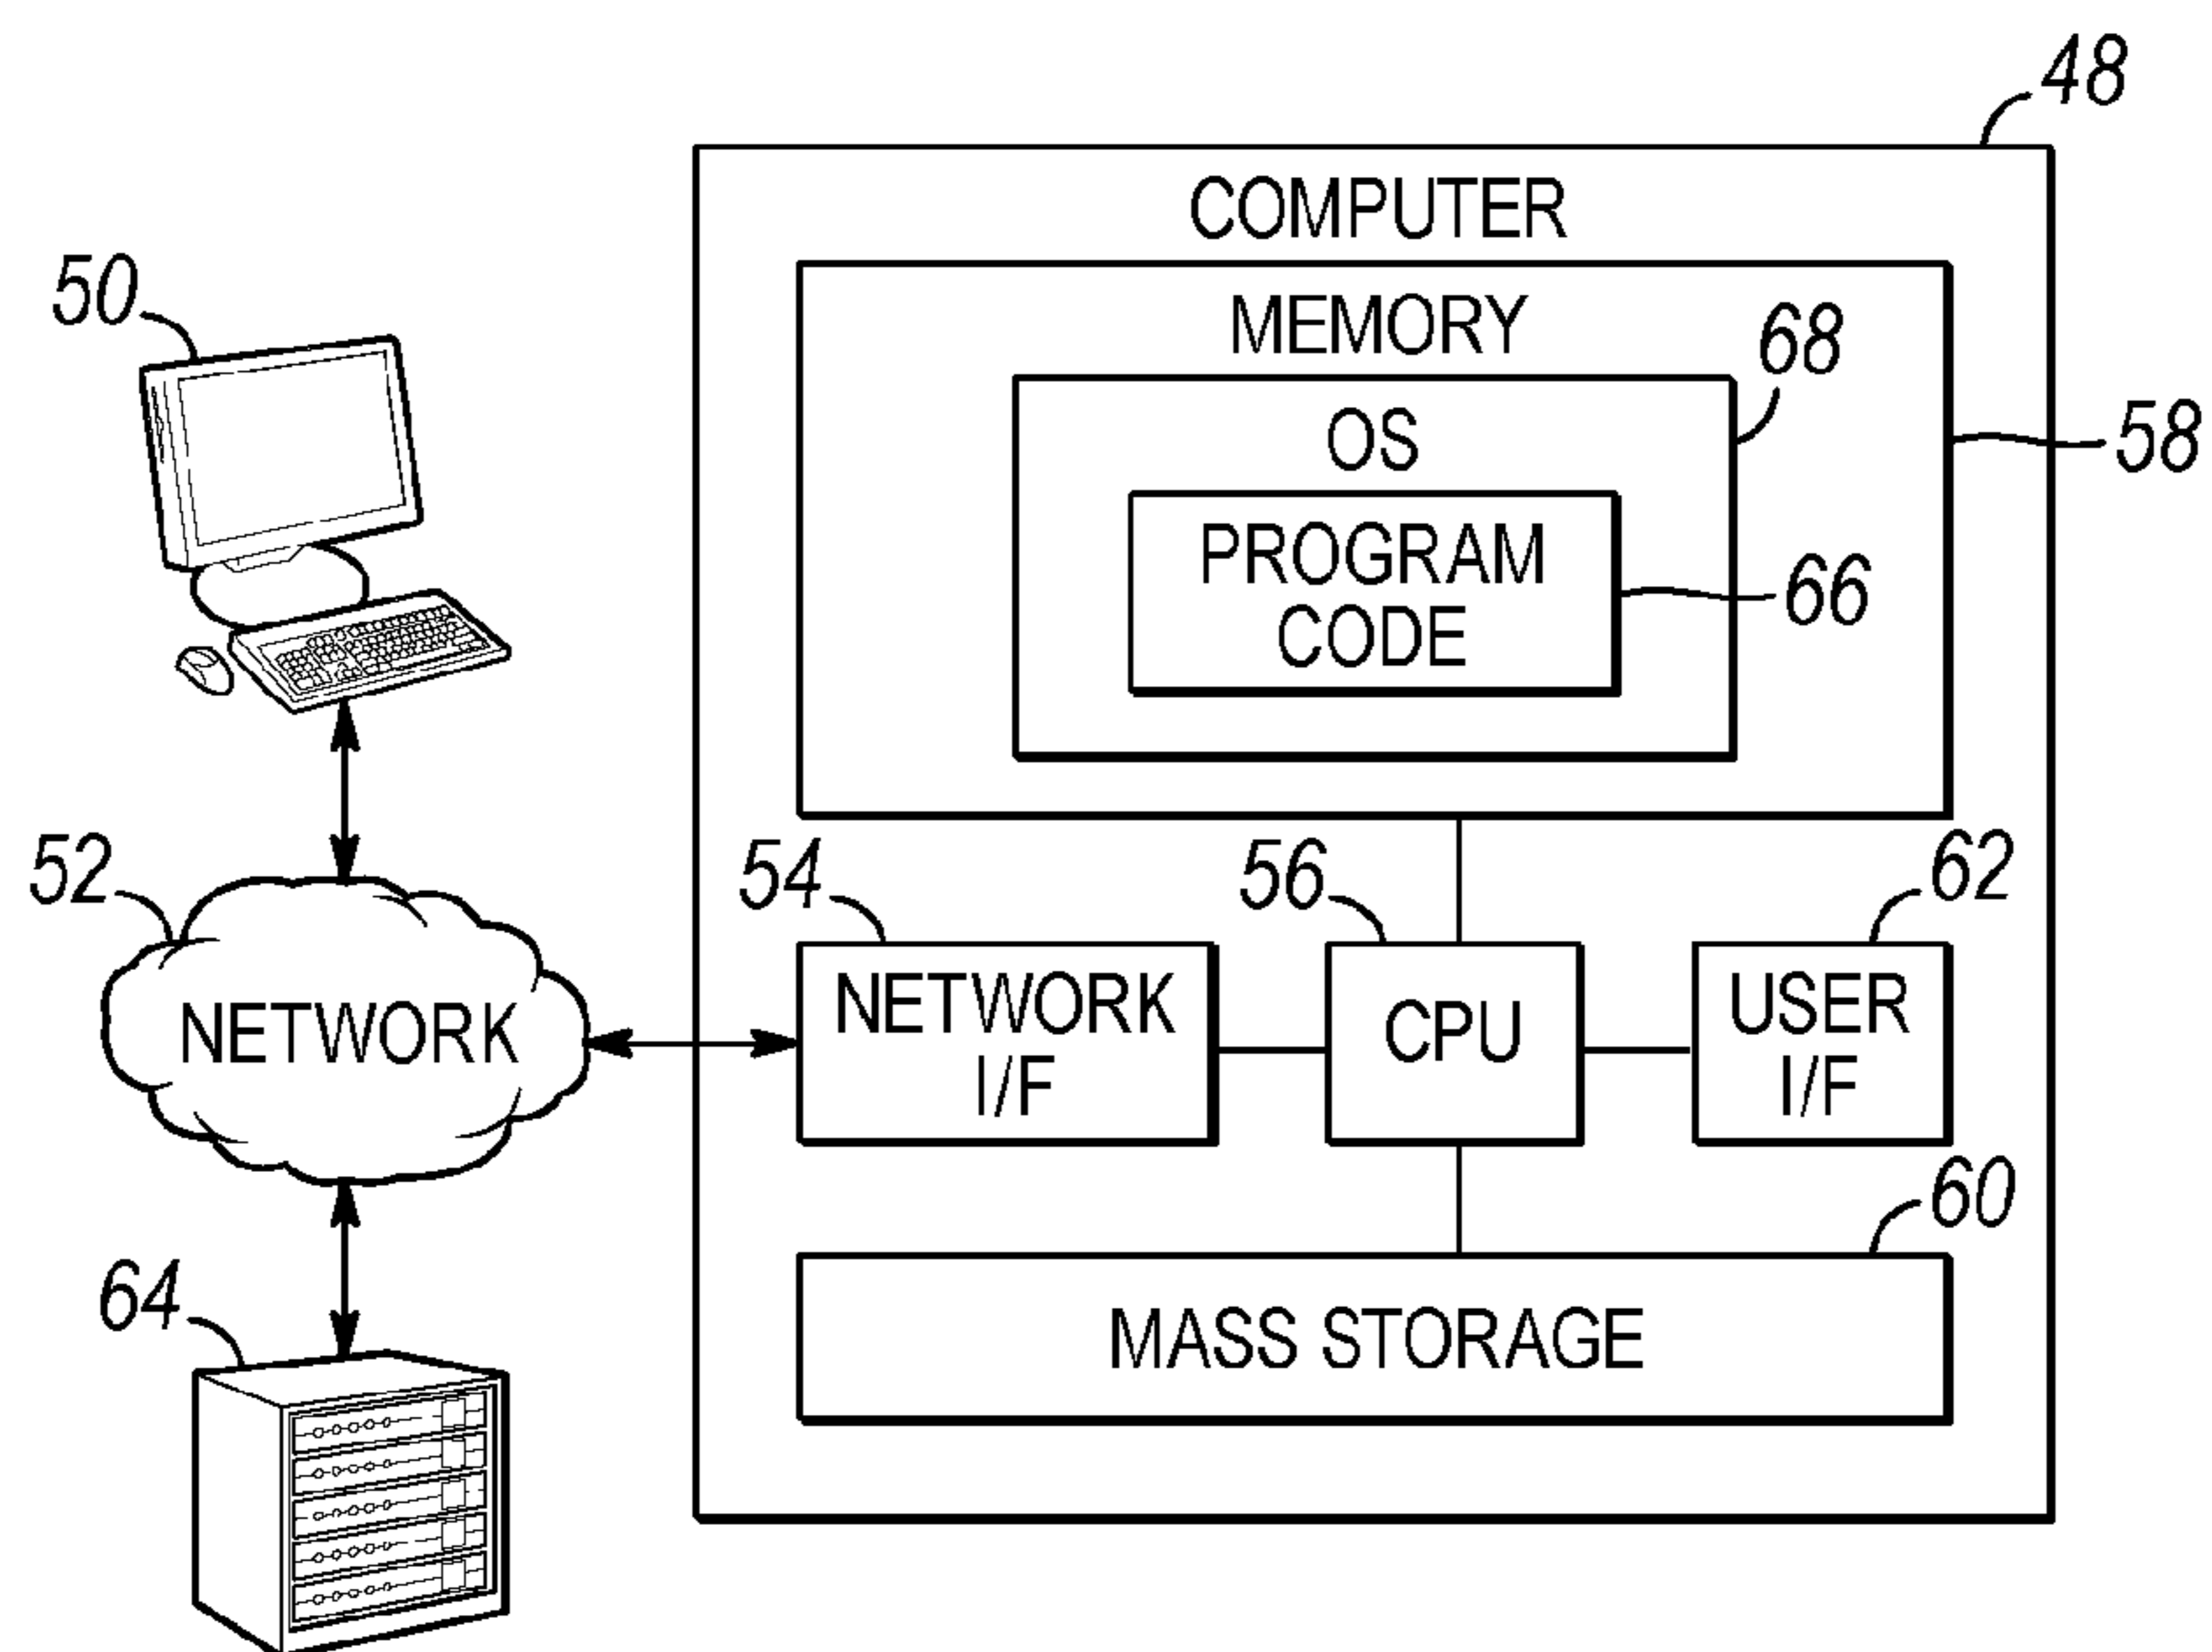 48
COMPUTER
50
MEMORY
68
OS
58
PROGRAM
CODE
66
52
54
56
62
NETWORK
NETWORK
I/F
CPU
USER
I/F
60
64
MASS STORAGE